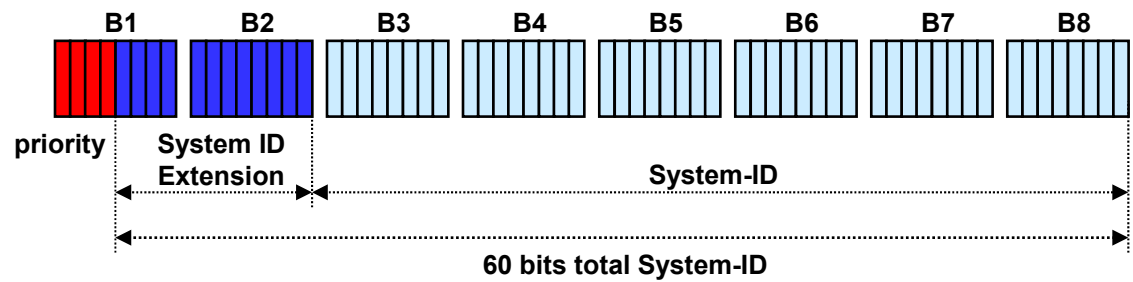 B1 B2 B3 B4 B5 B6 B7 B8
priority System ID
Extension System-ID
60 bits total System-ID